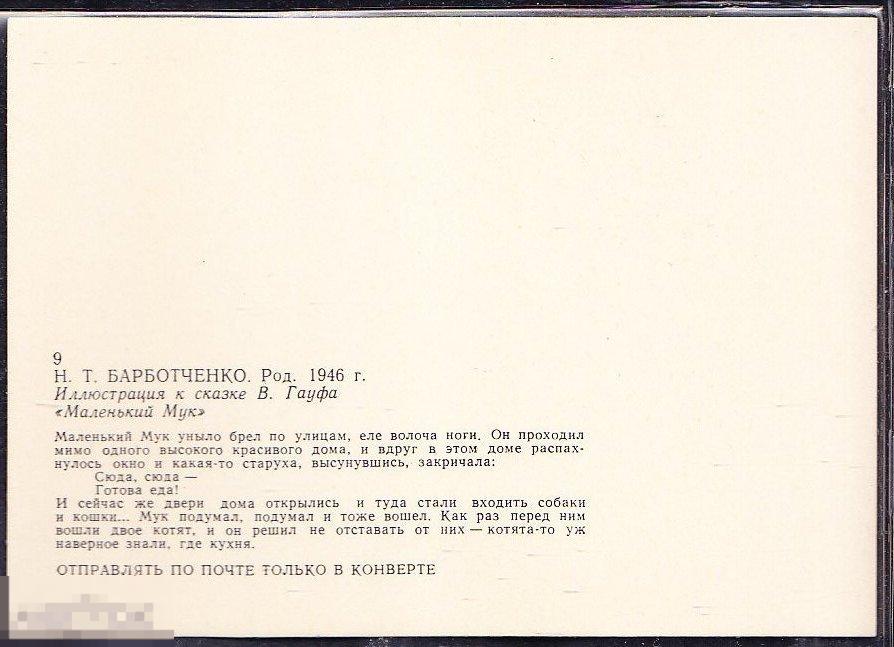 9
Н. Т. БАРБОТЧЕНКО. Род. 1946 г.
Иллюстрация к сказке В. Гауфа
«Маленький Мук»
Маленький Мук уныло брел по улицам, еле волоча ноги. Он проходил
мимо одного высокого красивого дома, и вдруг в этом доме распах-
нулось окно и какая-то старуха, высунувшись, закричала:
Сюда, сюда —
Готова еда!
И сейчас же двери дома открылись и туда стали входить собаки
и кошки... Мук подумал, подумал и тоже вошел. Как раз перед ним
вошли двое котят, и он решил не отставать от них — котята-то уж
наверное знали, где кухня.
ОТПРАВЛЯТЬ ПО ПОЧТЕ ТОЛЬКО В КОНВЕРТЕ